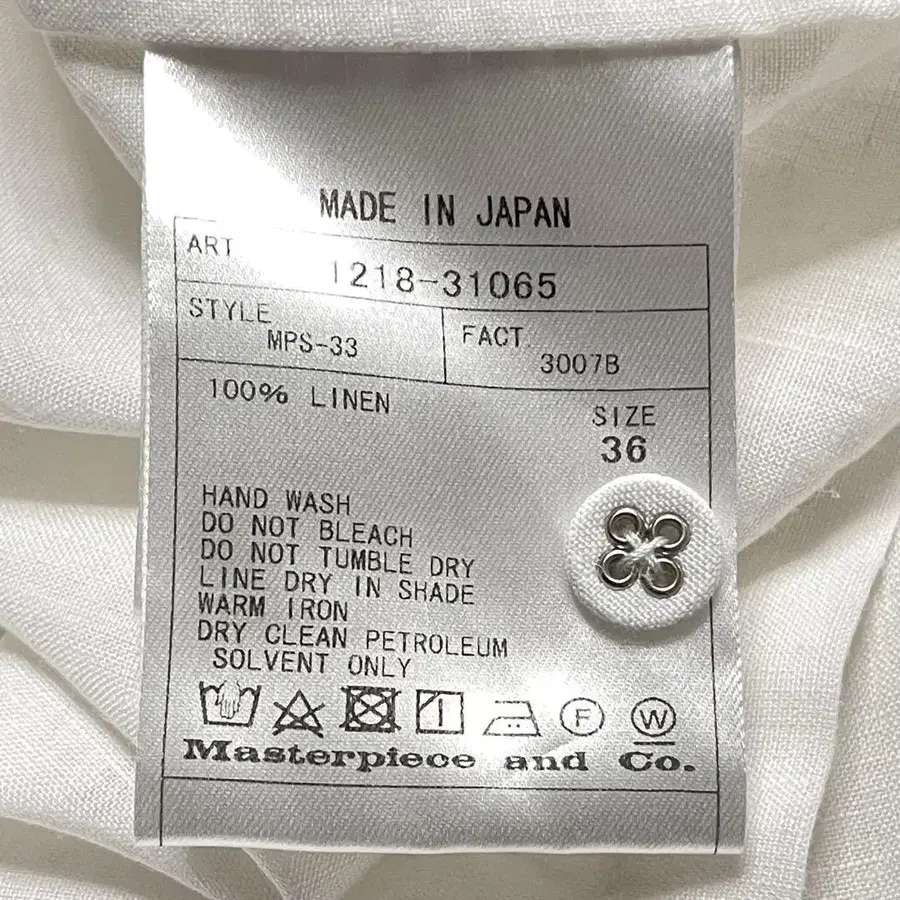 MADE IN JAPAN
ART 1218-31065
STYLE MPS-33
FACT. 3007B
100% LINEN
SIZE
36
HAND WASH
DO NOT BLEACH
DO NOT TUMBLE DRY
LINE DRY IN SHADE
WARM IRON
DRY CLEAN PETROLEUM
SOLVENT ONLY
F W
Masterpiece and Co.